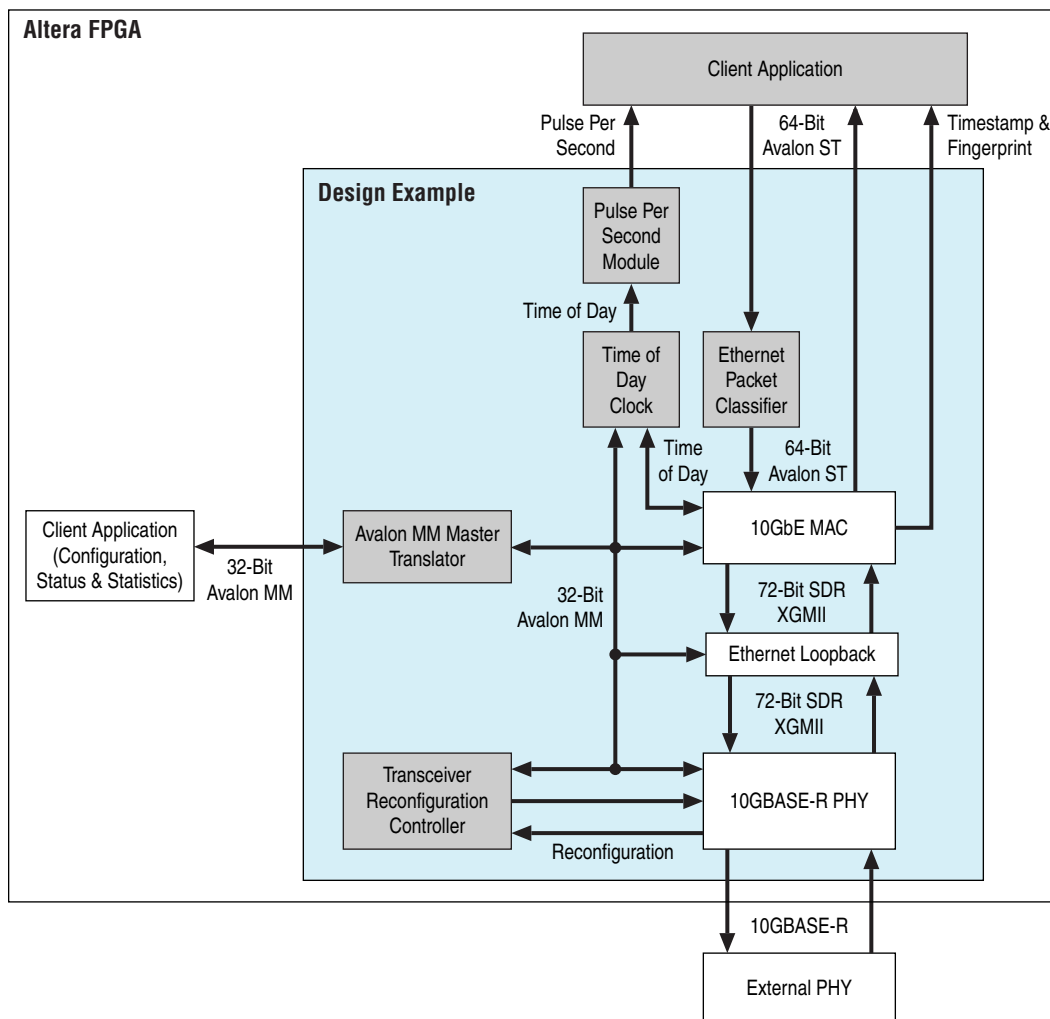 Altera FPGA
Client Application
Pulse Per
Second
64-Bit
Avalon ST
Timestamp &
Fingerprint
Design Example
Pulse Per
Second
Module
Time of Day
Time of
Day
Clock
Ethernet
Packet
Classifier
Time
of Day
64-Bit
Avalon ST
Client Application
(Configuration,
Status & Statistics)
32-Bit
Avalon MM
Avalon MM Master
Translator
10GbE MAC
32-Bit
Avalon MM
72-Bit SDR
XGMII
Ethernet Loopback
72-Bit SDR
XGMII
Transceiver
Reconfiguration
Controller
10GBASE-R PHY
Reconfiguration
10GBASE-R
External PHY